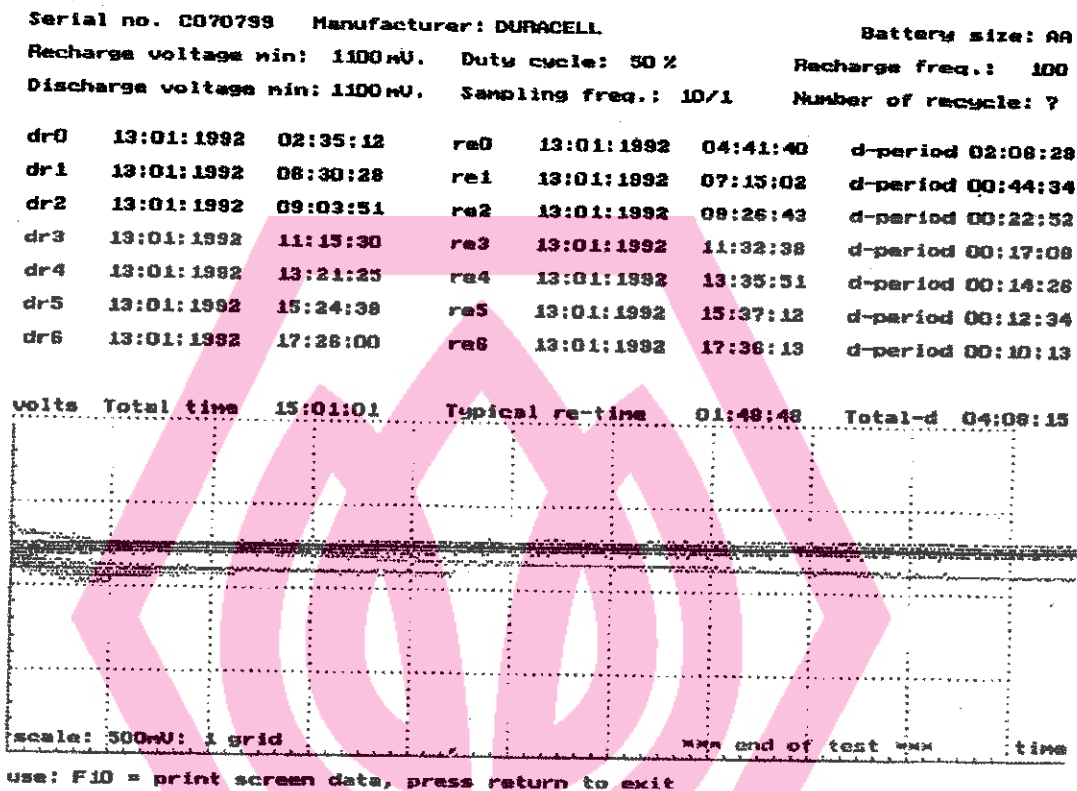 Serial no. C070799 Manufacturer: DURACELL Battery size: AA
Recharge voltage min: 1100mV. Duty cycle: 50 % Recharge freq.: 100
Discharge voltage min: 1100mV. Sampling freq.: 10/1 Number of recycle: ?
dr0 13:01:1992 02:35:12 re0 13:01:1992 04:41:40 d-period 02:06:28
dr1 13:01:1992 06:30:28 re1 13:01:1992 07:15:02 d-period 00:44:34
dr2 13:01:1992 09:03:51 re2 13:01:1992 09:26:43 d-period 00:22:52
dr3 13:01:1992 11:15:30 re3 13:01:1992 11:32:38 d-period 00:17:08
dr4 13:01:1992 13:21:25 re4 13:01:1992 13:35:51 d-period 00:14:26
dr5 13:01:1992 15:24:38 re5 13:01:1992 15:37:12 d-period 00:12:34
dr6 13:01:1992 17:26:00 re6 13:01:1992 17:36:13 d-period 00:10:13
volts Total time 15:01:01 Typical re-time 01:48:48 Total-d 04:08:15
scale: 500mV: 1 grid *** end of test *** time
use: F10 = print screen data, press return to exit